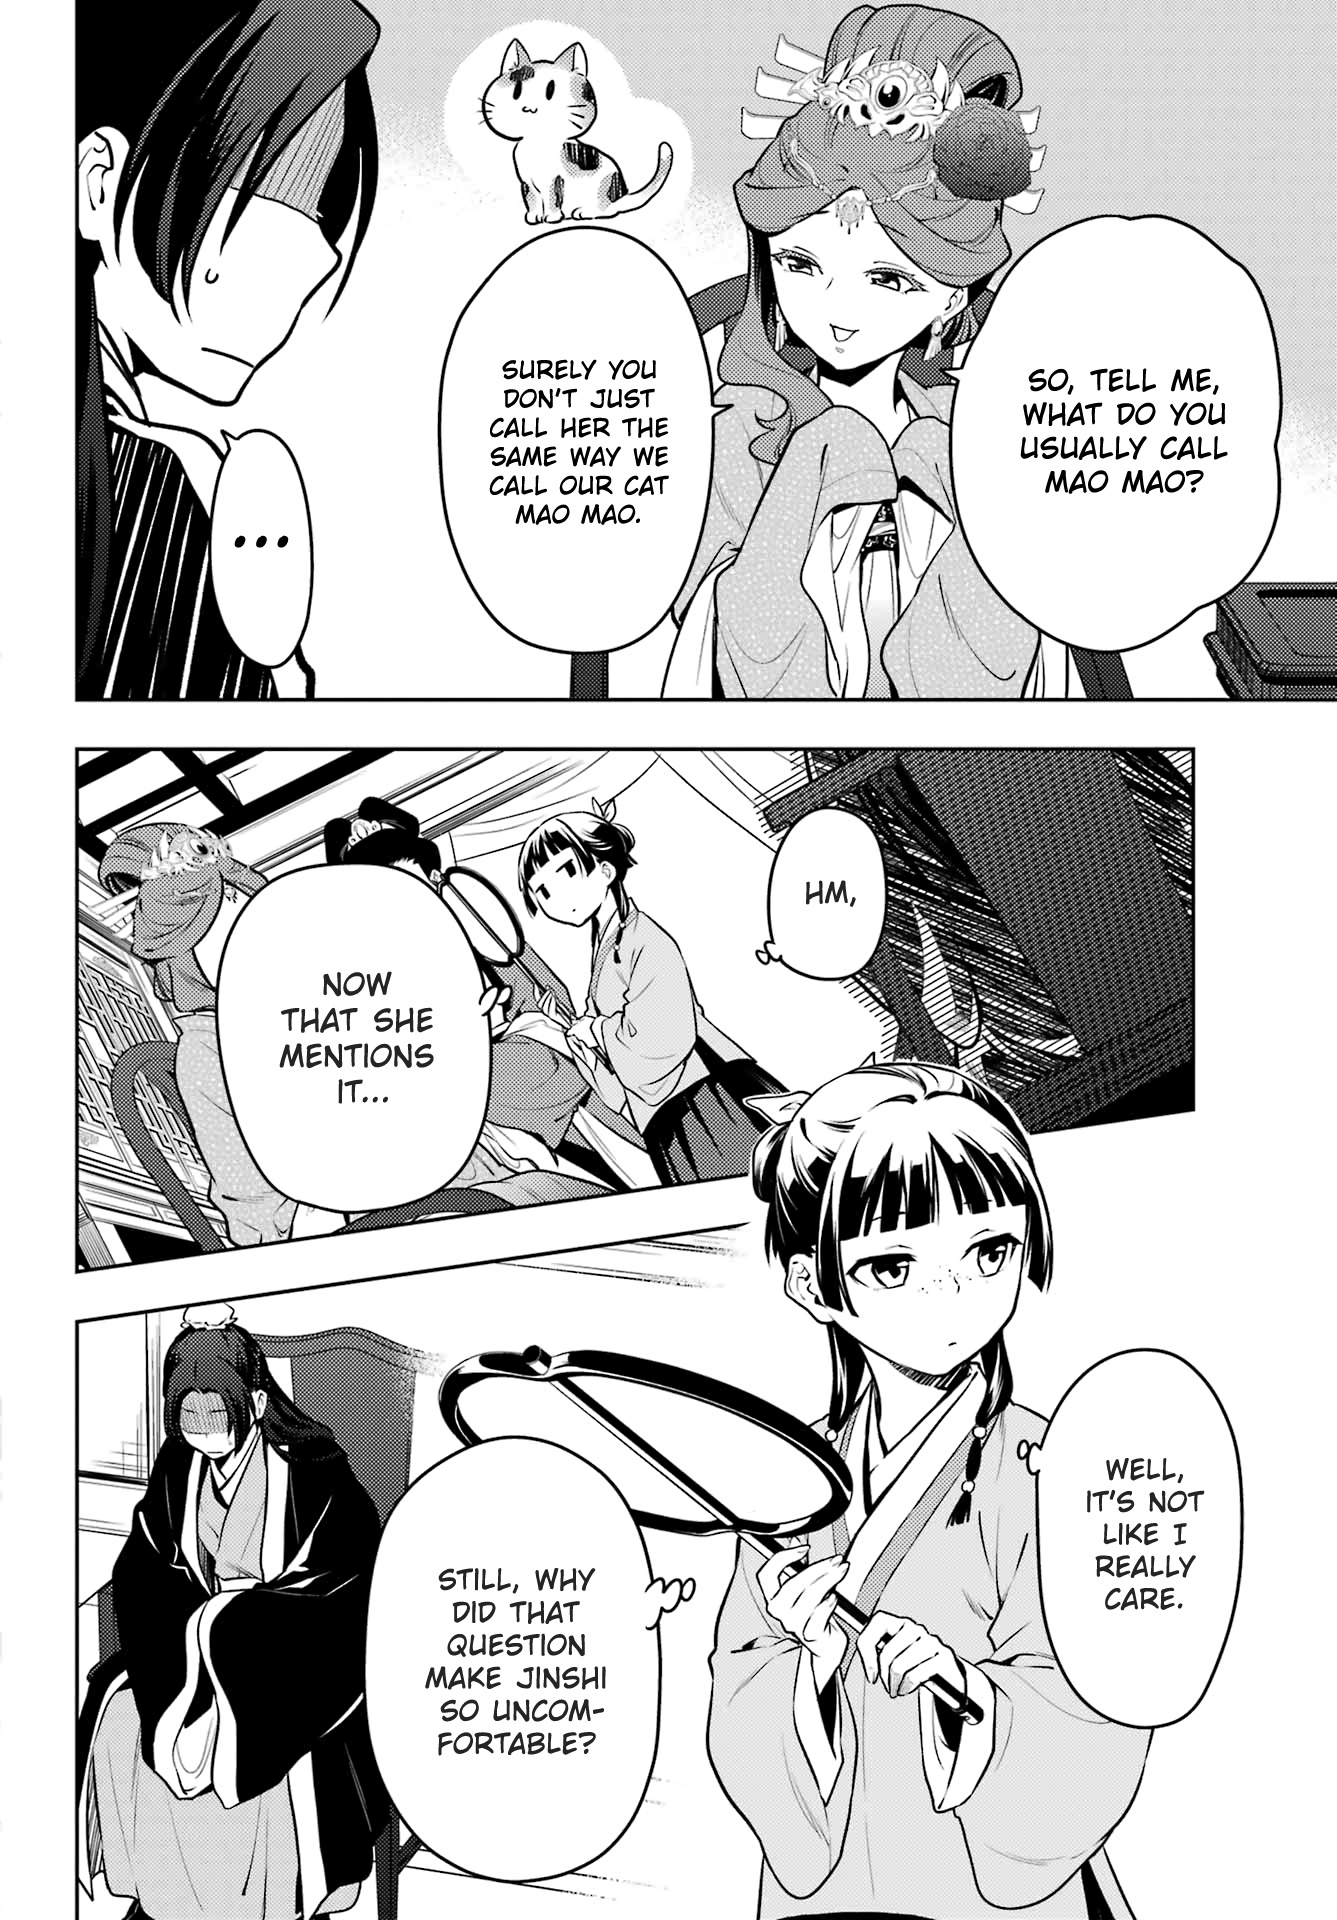 SO, TELL ME,
WHAT DO YOU
USUALLY CALL
MAO MAO?
SURELY YOU
DON'T JUST
CALL HER THE
SAME WAY WE
CALL OUR CAT
MAO MAO.
...
HM,
NOW
THAT SHE
MENTIONS
IT...
WELL,
IT'S NOT
LIKE I
REALLY
CARE.
STILL, WHY
DID THAT
QUESTION
MAKE JINSHI
SO UNCOM-
FORTABLE?